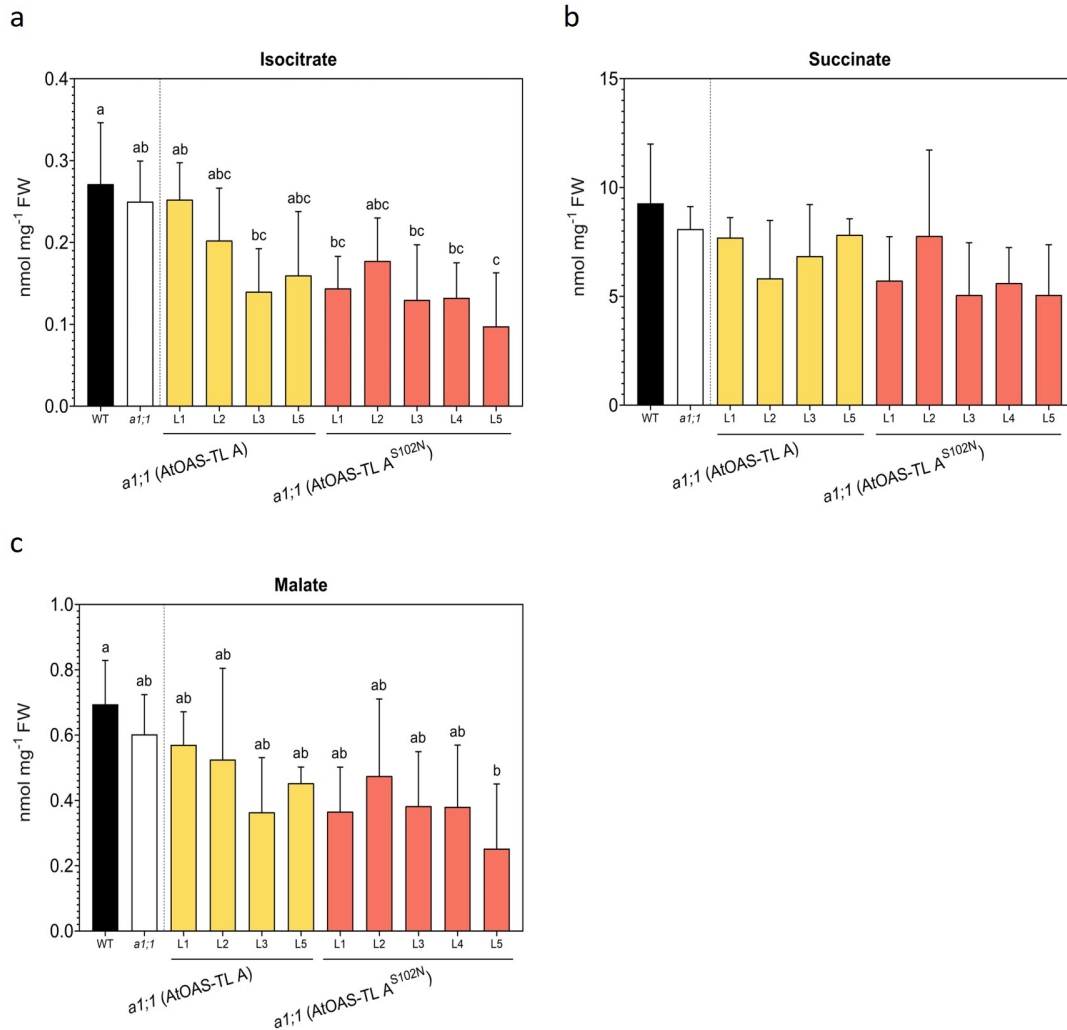 a
Isocitrate
nmol mg⁻¹ FW
0.4
0.3
0.2
0.1
0.0
a
ab
ab
abc
bc
abc
bc
abc
bc
bc
c
WT
a1;1
L1
L2
L3
L5
L1
L2
L3
L4
L5
a1;1 (AtOAS-TL A)
a1;1 (AtOAS-TL A^S102N)
b
Succinate
nmol mg⁻¹ FW
15
10
5
0
WT
a1;1
L1
L2
L3
L5
L1
L2
L3
L4
L5
a1;1 (AtOAS-TL A)
a1;1 (AtOAS-TL A^S102N)
c
Malate
nmol mg⁻¹ FW
1.0
0.8
0.6
0.4
0.2
0.0
a
ab
ab
ab
ab
ab
ab
ab
ab
ab
b
WT
a1;1
L1
L2
L3
L5
L1
L2
L3
L4
L5
a1;1 (AtOAS-TL A)
a1;1 (AtOAS-TL A^S102N)